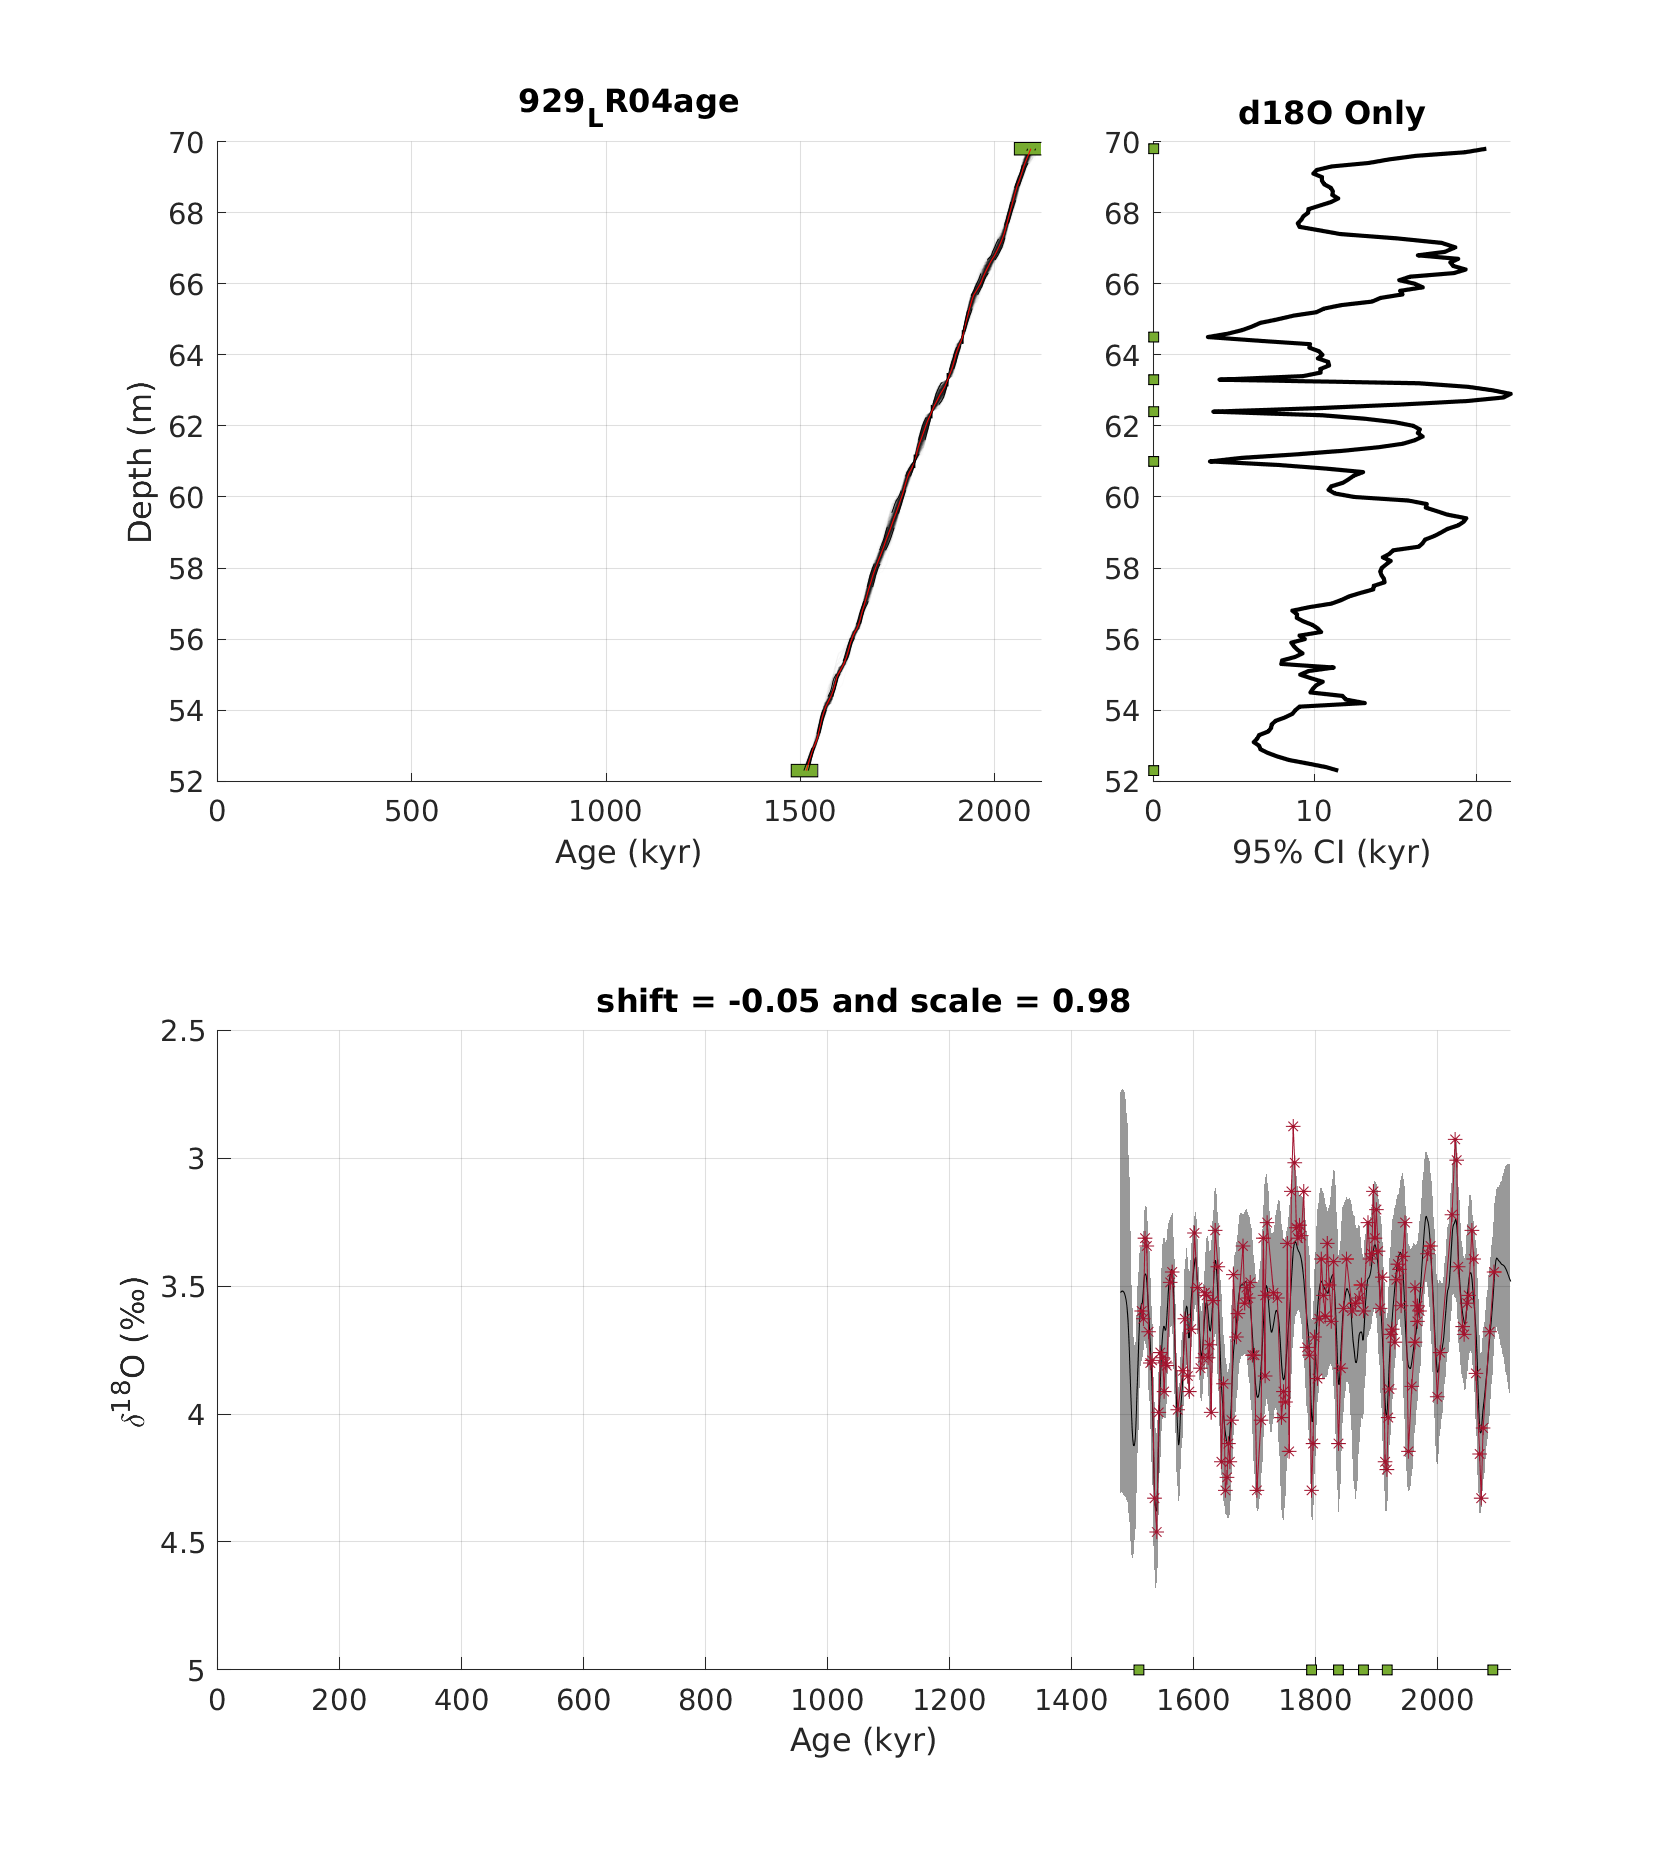 929LR04age
70
68
66
64
62
60
58
56
54
52
Depth (m)
0 500 1000 1500 2000
Age (kyr)
d18O Only
70
68
66
64
62
60
58
56
54
52
0 10 20
95% CI (kyr)
shift = -0.05 and scale = 0.98
2.5
3
3.5
4
4.5
5
δ18O (‰)
0 200 400 600 800 1000 1200 1400 1600 1800 2000
Age (kyr)